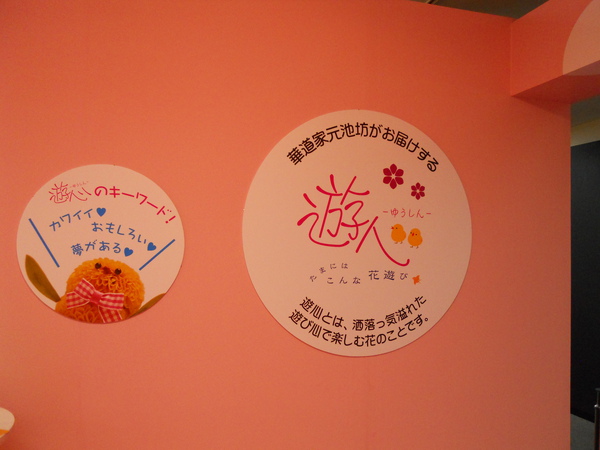 遊心のキーワード!
カワイイ♥
おもしろい♥
夢がある♥
華道家元池坊がお届けする
遊心
-ゆうしん-
たまには
こんな花遊び
遊心とは、洒落っ気溢れた
遊び心で楽しむ花のことです。